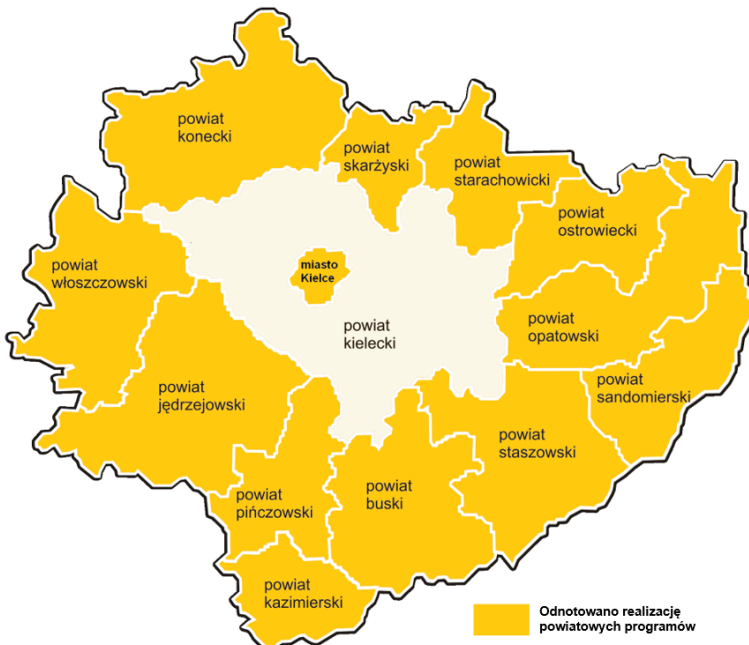 powiat
konecki
powiat
skarżyski
powiat
starachowicki
powiat
ostrowiecki
powiat
włoszczowski
miasto
Kielce
powiat
kielecki
powiat
opatowski
powiat
sandomierski
powiat
jędrzejowski
powiat
staszowski
powiat
pińczowski
powiat
buski
powiat
kazimierski
Odnotowano realizację
powiatowych programów